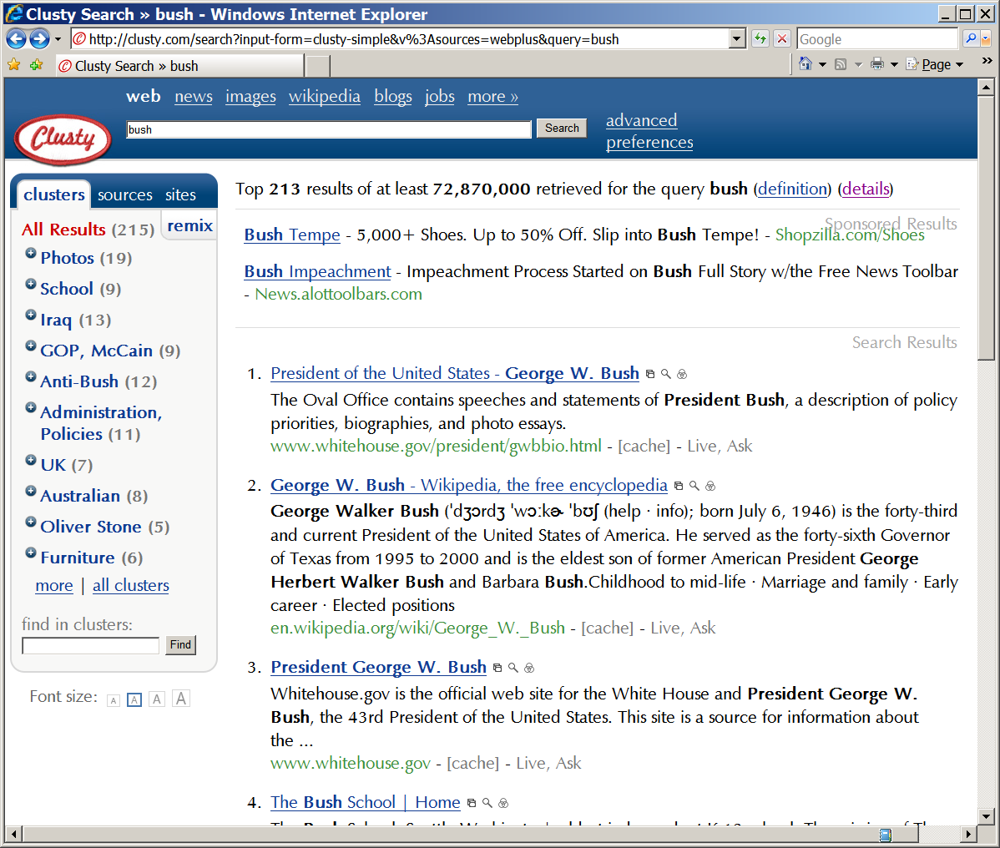 Clusty Search » bush - Windows Internet Explorer
http://clusty.com/search?input-form=clusty-simple&v%3Asources=webplus&query=bush
Google
Clusty Search » bush
Page
web news images wikipedia blogs jobs more »
Clusty
bush
Search
advanced
preferences
clusters sources sites
remix
All Results (215)
Photos (19)
School (9)
Iraq (13)
GOP, McCain (9)
Anti-Bush (12)
Administration,
Policies (11)
UK (7)
Australian (8)
Oliver Stone (5)
Furniture (6)
more | all clusters
find in clusters:
Find
Font size: A A A A
Top 213 results of at least 72,870,000 retrieved for the query bush (definition) (details)
Sponsored Results
Bush Tempe - 5,000+ Shoes. Up to 50% Off. Slip into Bush Tempe! - Shopzilla.com/Shoes
Bush Impeachment - Impeachment Process Started on Bush Full Story w/the Free News Toolbar
- News.alottoolbars.com
Search Results
1. President of the United States - George W. Bush
The Oval Office contains speeches and statements of President Bush, a description of policy
priorities, biographies, and photo essays.
www.whitehouse.gov/president/gwbbio.html - [cache] - Live, Ask
2. George W. Bush - Wikipedia, the free encyclopedia
George Walker Bush (ˈdʒɔrdʒ ˈwɔːkɚ ˈbʊʃ (help · info); born July 6, 1946) is the forty-third
and current President of the United States of America. He served as the forty-sixth Governor
of Texas from 1995 to 2000 and is the eldest son of former American President George
Herbert Walker Bush and Barbara Bush.Childhood to mid-life · Marriage and family · Early
career · Elected positions
en.wikipedia.org/wiki/George_W._Bush - [cache] - Live, Ask
3. President George W. Bush
Whitehouse.gov is the official web site for the White House and President George W.
Bush, the 43rd President of the United States. This site is a source for information about
the ...
www.whitehouse.gov - [cache] - Live, Ask
4. The Bush School | Home